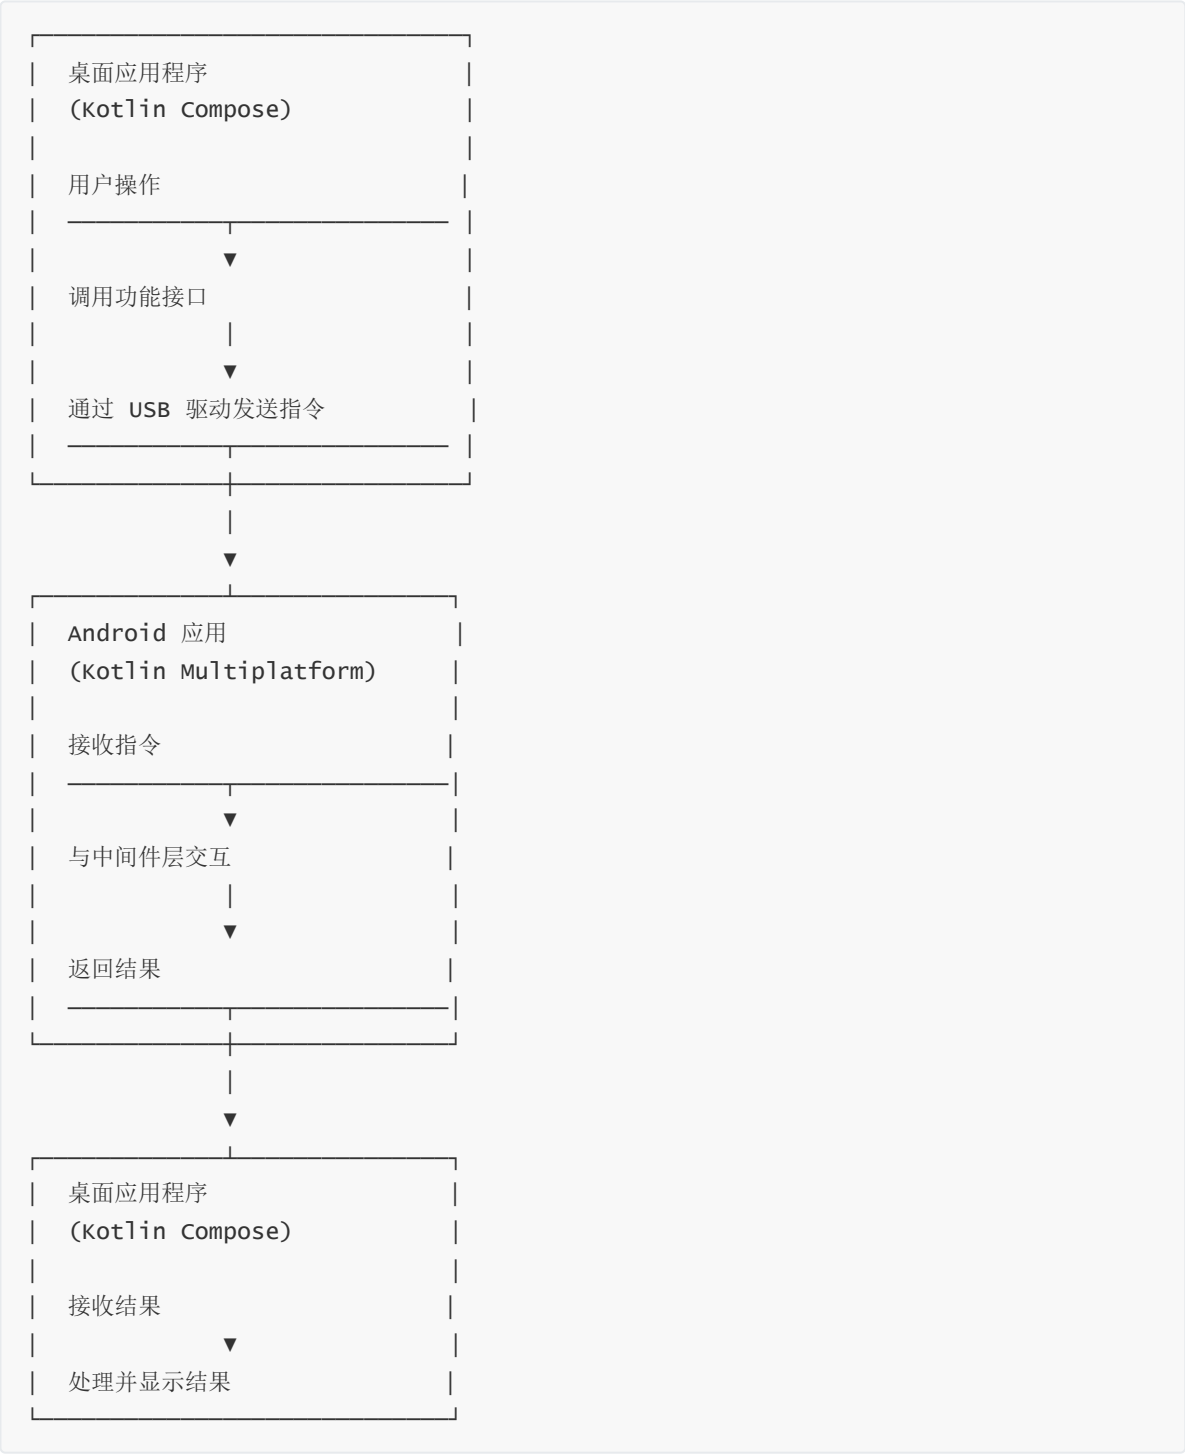 桌面应用程序
(Kotlin Compose)
用户操作
调用功能接口
通过 USB 驱动发送指令
Android 应用
(Kotlin Multiplatform)
接收指令
与中间件层交互
返回结果
桌面应用程序
(Kotlin Compose)
接收结果
处理并显示结果